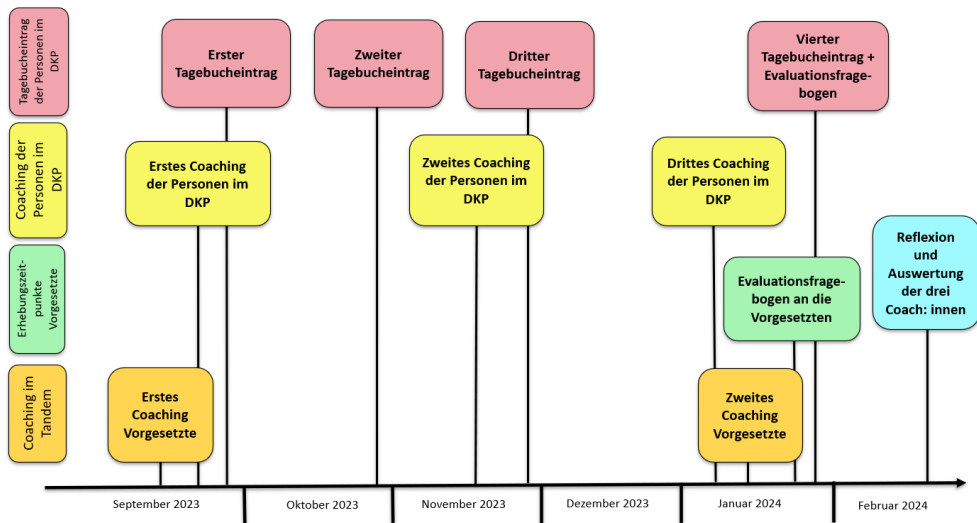 Tagebucheintrag
der Personen im
DKP
Erster
Tagebucheintrag
Zweiter
Tagebucheintrag
Dritter
Tagebucheintrag
Vierter
Tagebucheintrag +
Evaluationsfrage-
bogen
Coaching der
Personen im
DKP
Erstes Coaching
der Personen im
DKP
Zweites Coaching
der Personen im
DKP
Drittes Coaching
der Personen im
DKP
Erhebungszeit-
punkte
Vorgesetzte
Evaluationsfrage-
bogen an die
Vorgesetzten
Reflexion
und
Auswertung
der drei
Coach: innen
Coaching im
Tandem
Erstes
Coaching
Vorgesetzte
Zweites
Coaching
Vorgesetzte
September 2023
Oktober 2023
November 2023
Dezember 2023
Januar 2024
Februar 2024